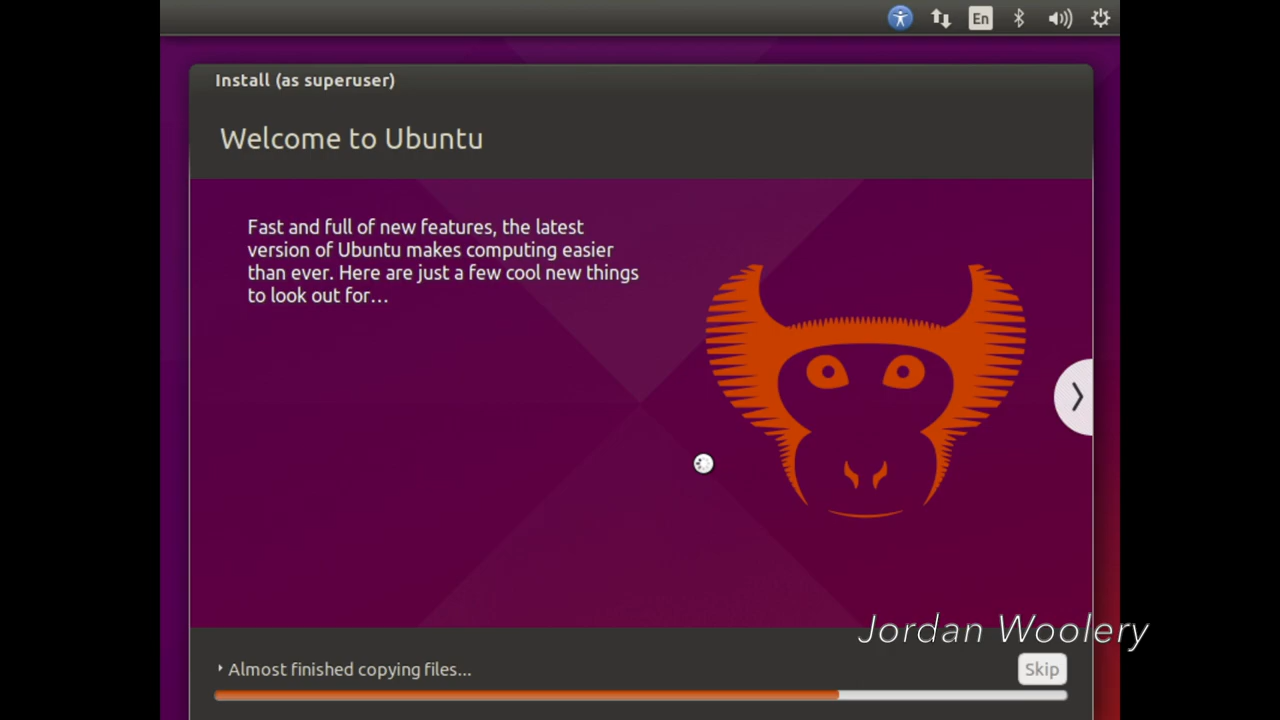 En
Install (as superuser)
Welcome to Ubuntu
Fast and full of new features, the latest
version of Ubuntu makes computing easier
than ever. Here are just a few cool new things
to look out for...
Jordan Woolery
Almost finished copying files...
Skip